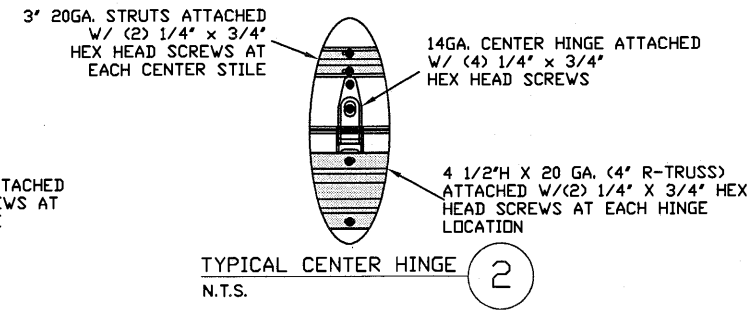 3" 20GA. STRUTS ATTACHED
W/ (2) 1/4" x 3/4"
HEX HEAD SCREWS AT
EACH CENTER STILE
14GA. CENTER HINGE ATTACHED
W/ (4) 1/4" x 3/4"
HEX HEAD SCREWS
TACHED
EWS AT
4 1/2"H X 20 GA. (4" R-TRUSS)
ATTACHED W/(2) 1/4" X 3/4" HEX
HEAD SCREWS AT EACH HINGE
LOCATION
TYPICAL CENTER HINGE 2
N.T.S.